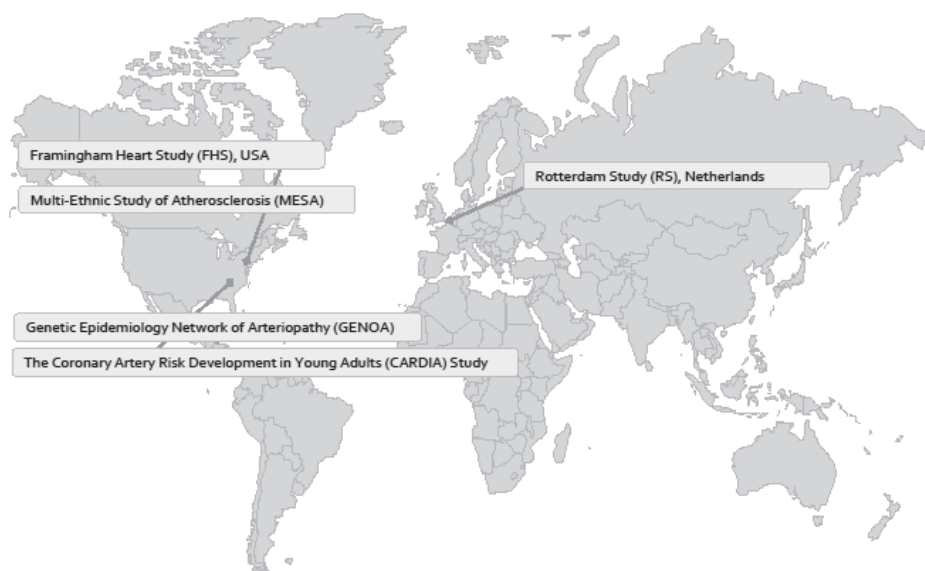 Framingham Heart Study (FHS), USA
Multi-Ethnic Study of Atherosclerosis (MESA)
Rotterdam Study (RS), Netherlands
Genetic Epidemiology Network of Arteriopathy (GENOA)
The Coronary Artery Risk Development in Young Adults (CARDIA) Study